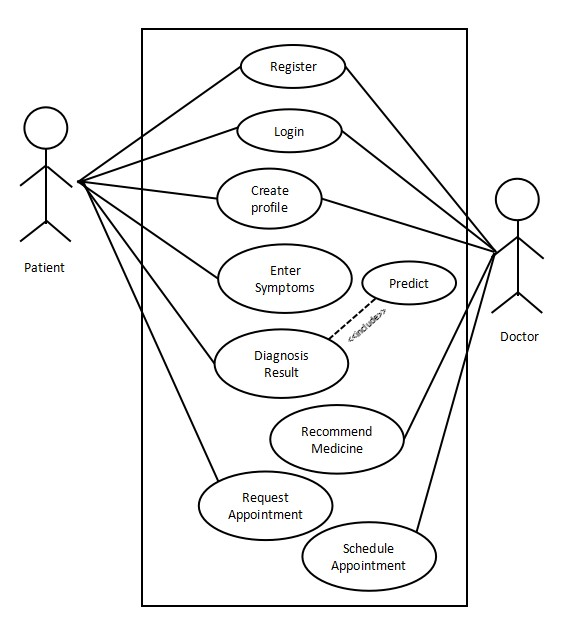 Register
Login
Create
profile
Enter
Symptoms
Predict
<<include>>
Diagnosis
Result
Recommend
Medicine
Request
Appointment
Schedule
Appointment
Patient
Doctor